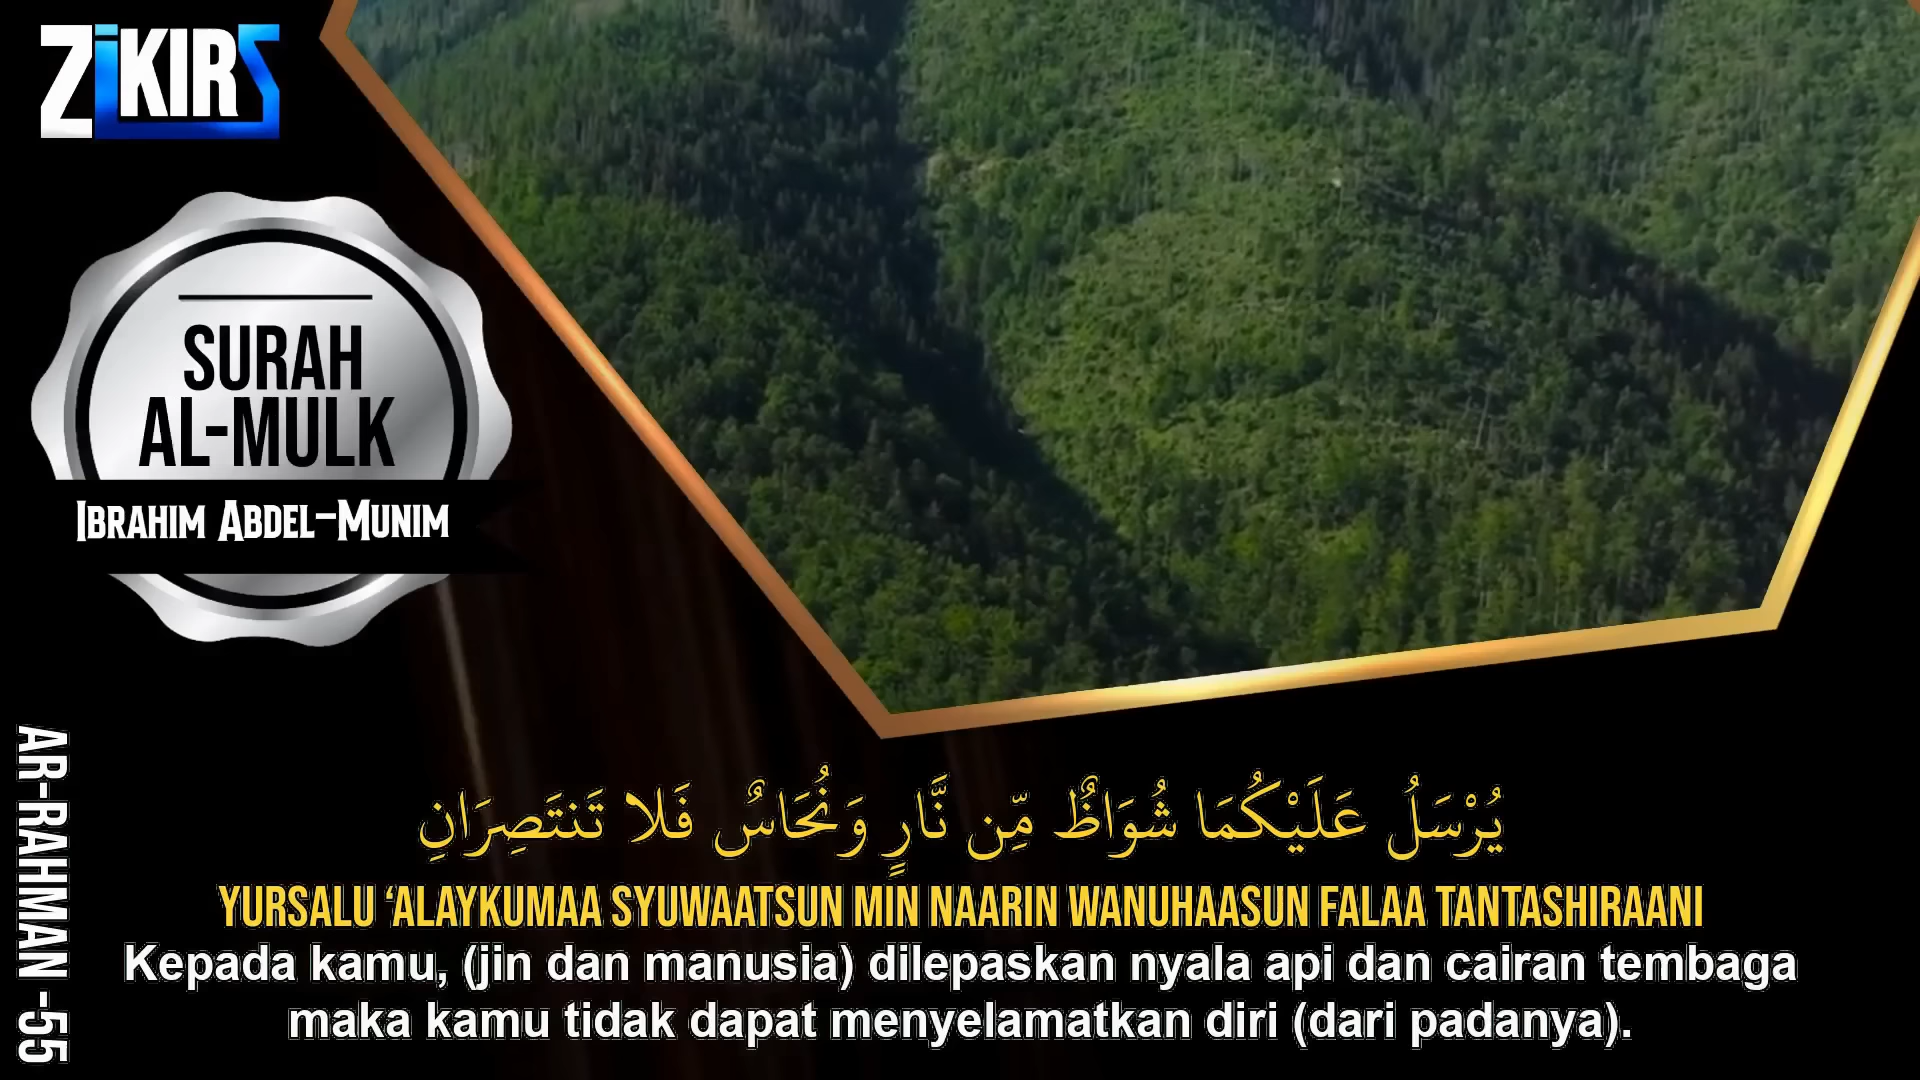 ZiKIRS
SURAH
AL-MULK
IBRAHIM ABDEL-MUNIM
AR-RAHMAN -55
يُرْسَلُ عَلَيْكُمَا شُوَاظٌ مِّن نَّارٍ وَنُحَاسٌ فَلا تَنتَصِرَانِ
YURSALU ‘ALAYKUMAA SYUWAATSUN MIN NAARIN WANUHAASUN FALAA TANTASHIRAANI
Kepada kamu, (jin dan manusia) dilepaskan nyala api dan cairan tembaga
maka kamu tidak dapat menyelamatkan diri (dari padanya).